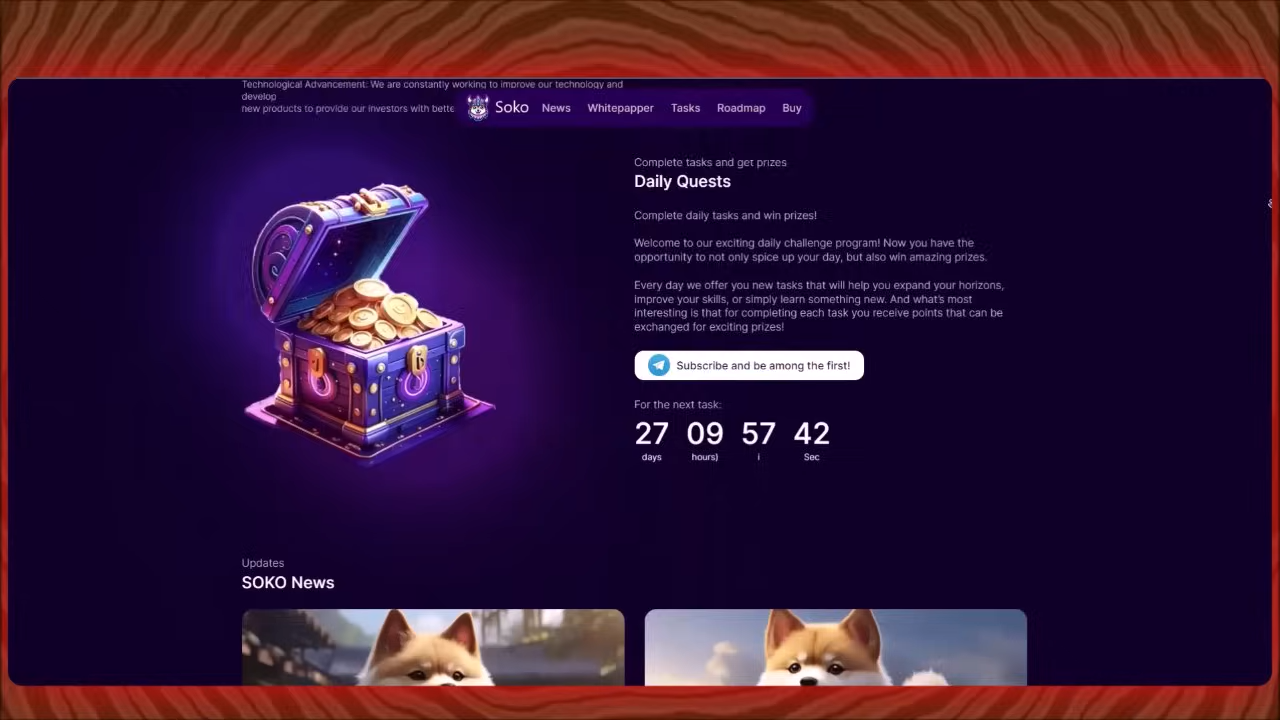 Technological Advancement: We are constantly working to improve our technology and
develop
new products to provide our investors with bette
Soko
News
Whitepapper
Tasks
Roadmap
Buy
Complete tasks and get prizes
Daily Quests
Complete daily tasks and win prizes!
Welcome to our exciting daily challenge program! Now you have the
opportunity to not only spice up your day, but also win amazing prizes.
Every day we offer you new tasks that will help you expand your horizons,
improve your skills, or simply learn something new. And what's most
interesting is that for completing each task you receive points that can be
exchanged for exciting prizes!
Subscribe and be among the first!
For the next task:
27 09 57 42
days hours) i Sec
Updates
SOKO News